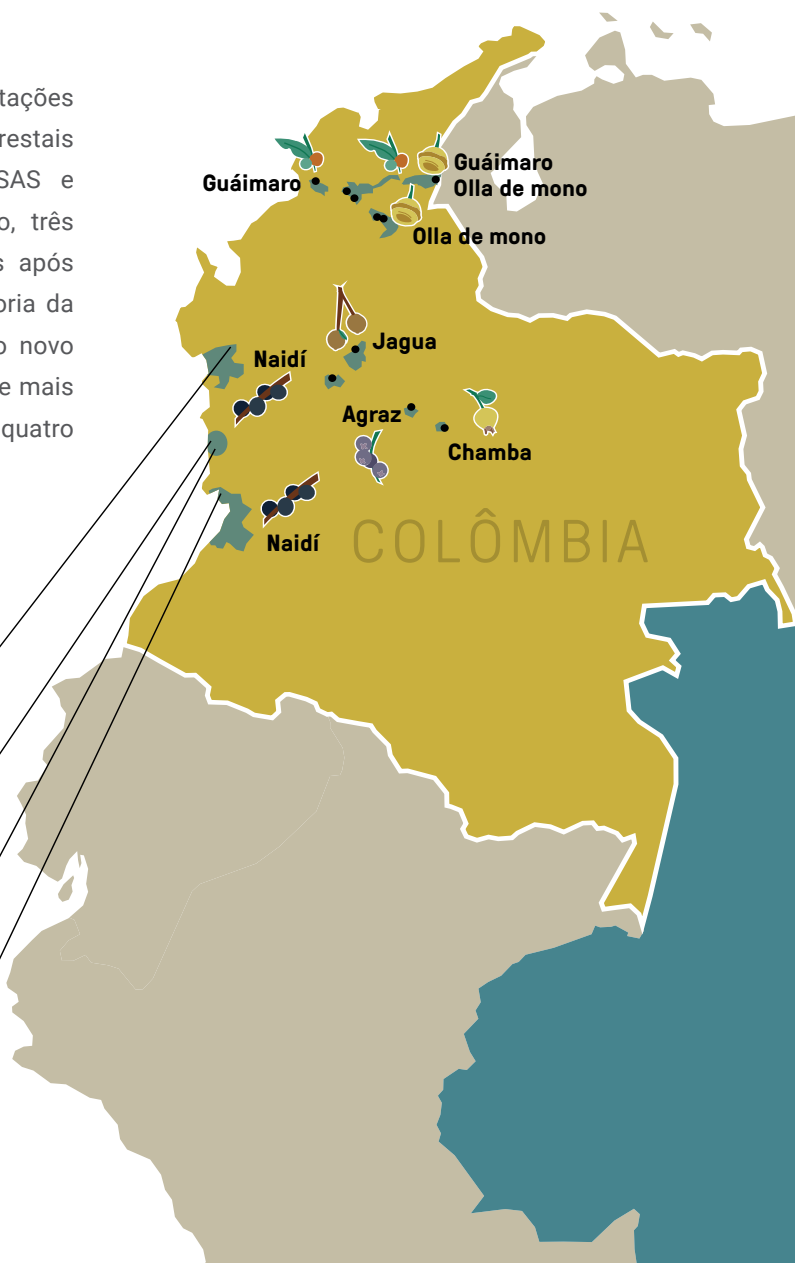 tações
restais
SAS e
o, três
s após
oria da
o novo
e mais
quatro
Guáimaro
Guáimaro
Olla de mono
Olla de mono
Jagua
Naidí
Agraz
Chamba
Naidí
COLÔMBIA